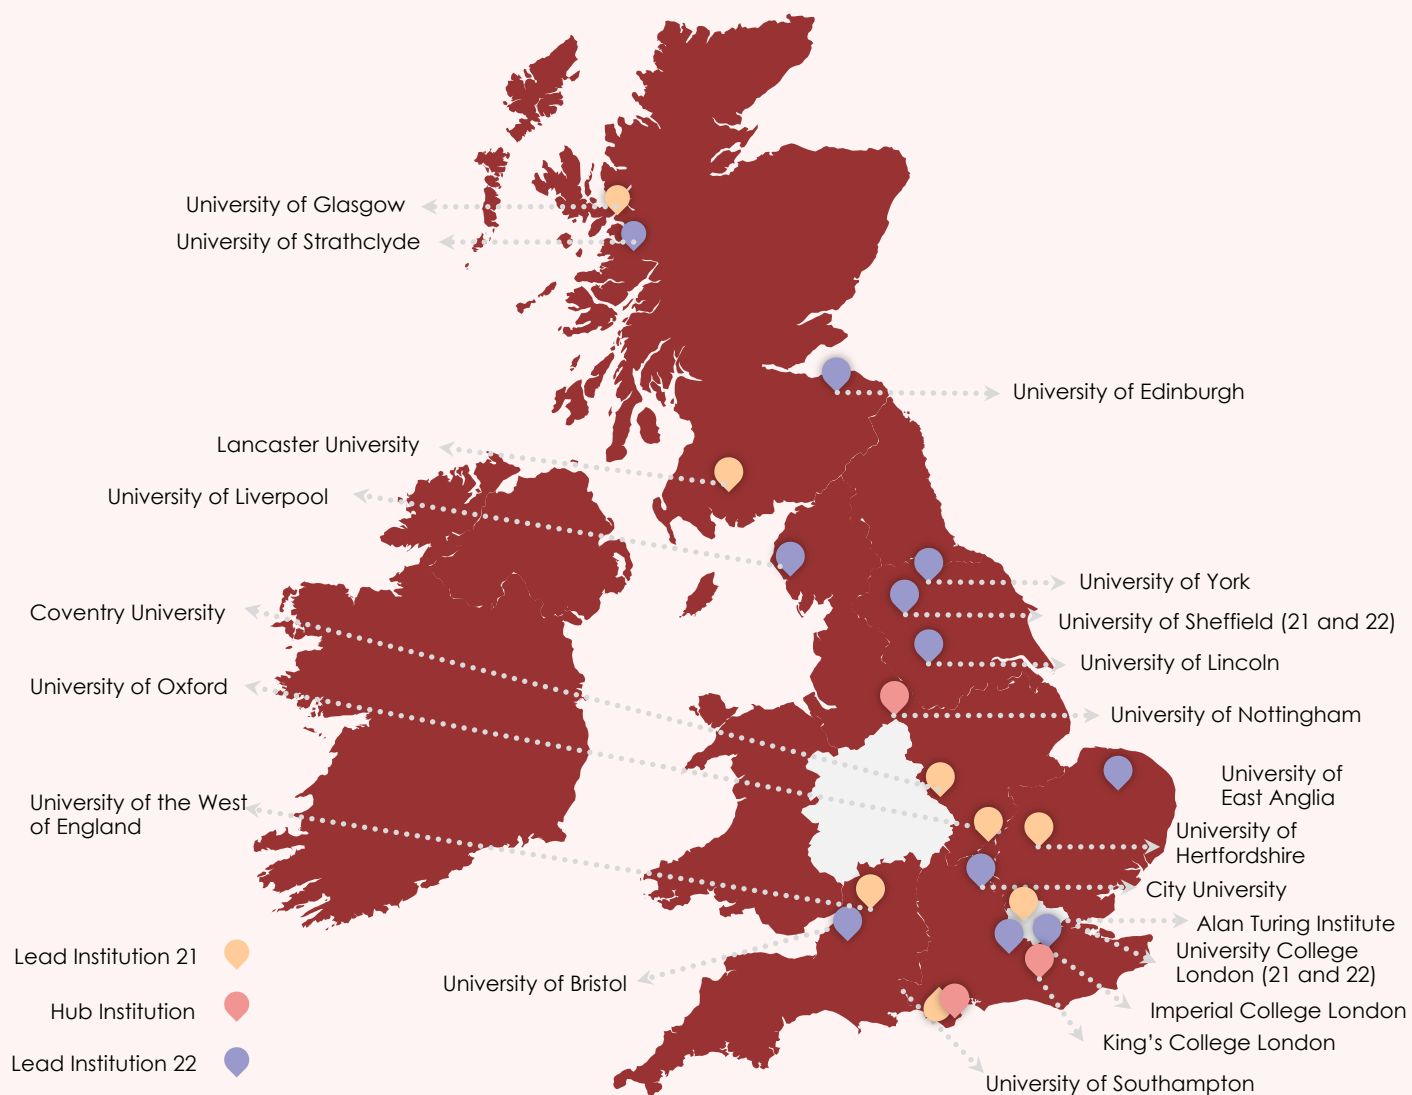 University of Glasgow
University of Strathclyde
University of Edinburgh
Lancaster University
University of Liverpool
University of York
Coventry University
University of Sheffield (21 and 22)
University of Lincoln
University of Oxford
University of Nottingham
University of
East Anglia
University of the West
of England
University of
Hertfordshire
City University
Alan Turing Institute
University College
London (21 and 22)
University of Bristol
Imperial College London
King’s College London
University of Southampton
Lead Institution 21
Hub Institution
Lead Institution 22